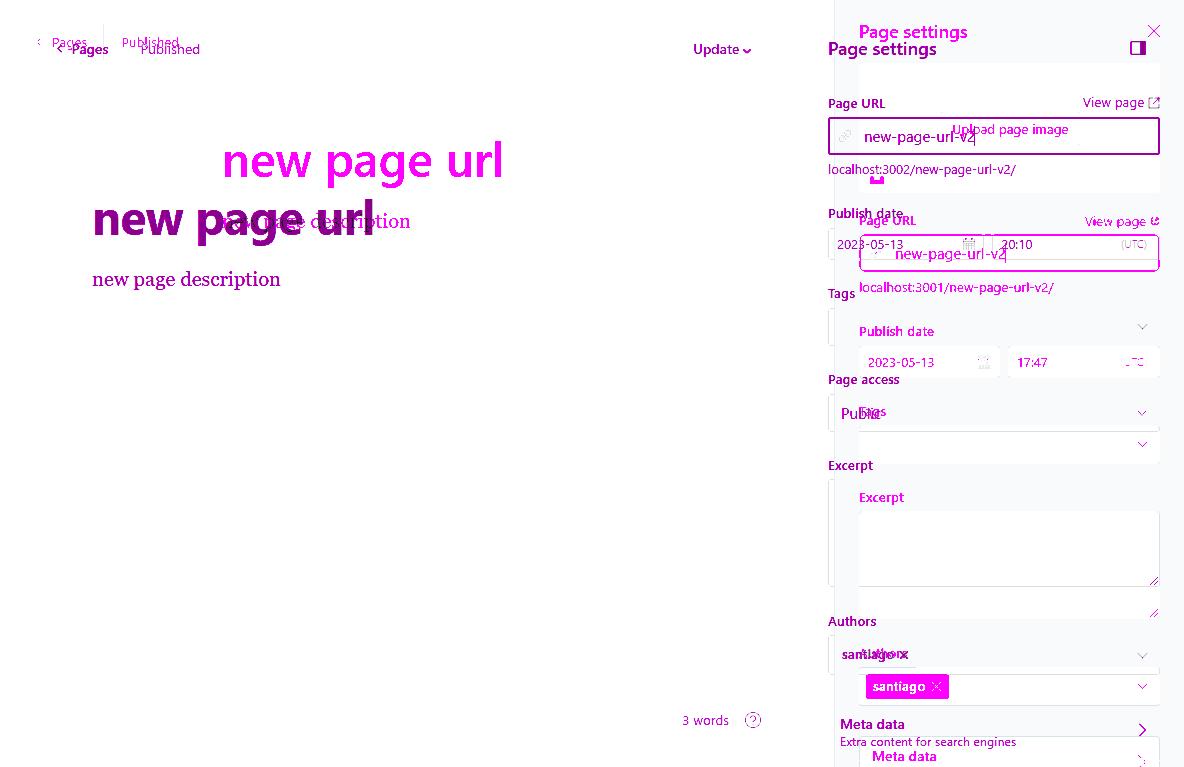 Pages Published
Pages Published
Update
Page settings
Page settings
Page URL View page
Upload page image
new-page-url-v2
localhost:3002/new-page-url-v2/
new page url
new page url
new page description
new page description
Publish date
Page URL View page
2023-05-13 20:10 (UTC)
new-page-url-v2
localhost:3001/new-page-url-v2/
Tags
Publish date
2023-05-13 17:47 UTC
Page access
Public
Tags
Excerpt
Excerpt
Authors
santiago ×
Authors
santiago ×
3 words ?
Meta data
Extra content for search engines
Meta data